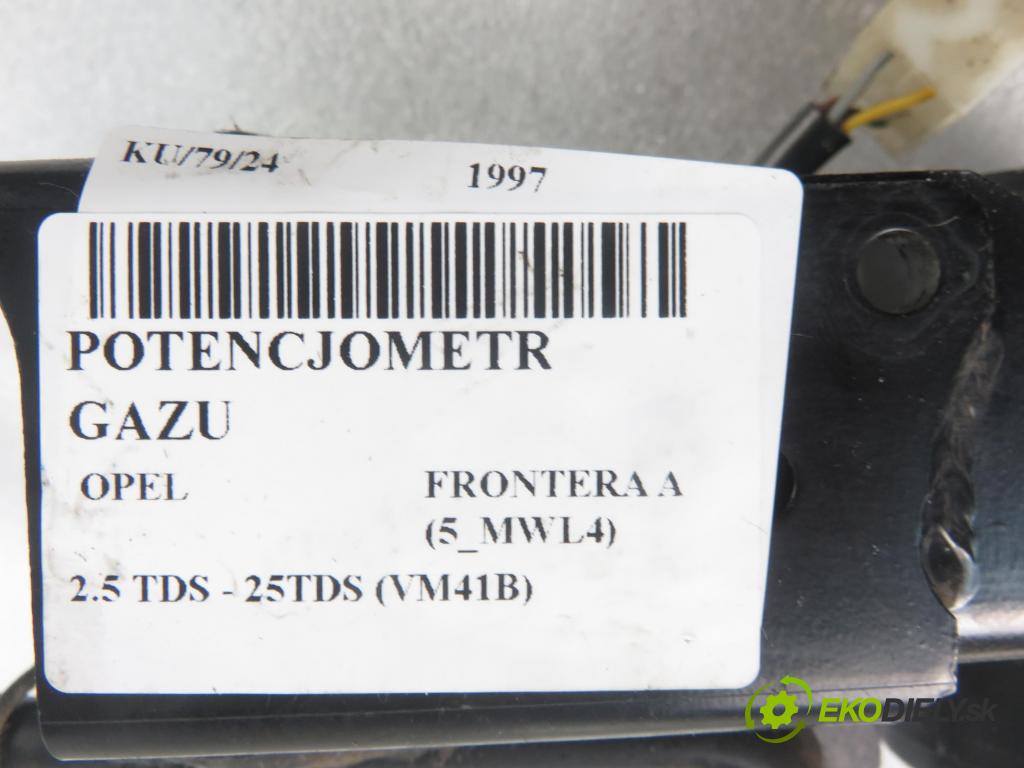 KU/79/24 1997
POTENCJOMETR
GAZU
OPEL FRONTERA A
(5_MWL4)
2.5 TDS - 25TDS (VM41B)
EKODIELY.sk